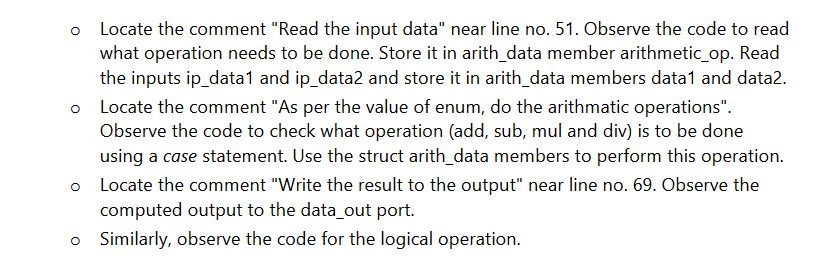 o Locate the comment "Read the input data" near line no. 51. Observe the code to read
what operation needs to be done. Store it in arith_data member arithmetic_op. Read
the inputs ip_data1 and ip_data2 and store it in arith_data members data1 and data2.
o Locate the comment "As per the value of enum, do the arithmatic operations".
Observe the code to check what operation (add, sub, mul and div) is to be done
using a case statement. Use the struct arith_data members to perform this operation.
o Locate the comment "Write the result to the output" near line no. 69. Observe the
computed output to the data_out port.
o Similarly, observe the code for the logical operation.